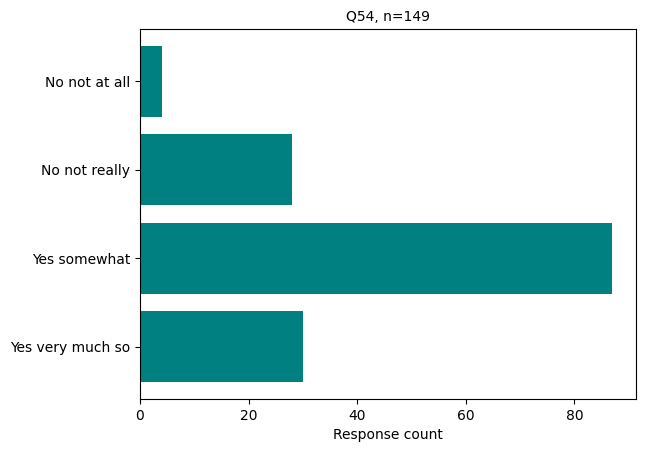 Q54, n=149
No not at all
No not really
Yes somewhat
Yes very much so
0 20 40 60 80
Response count